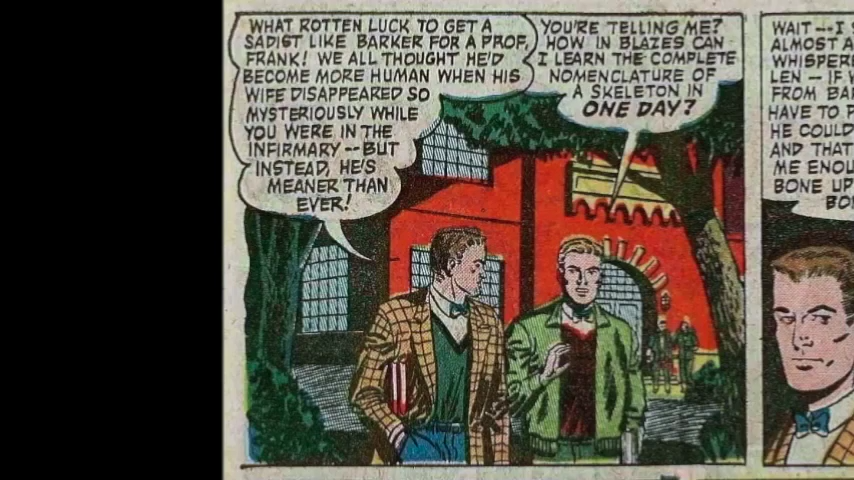 WHAT ROTTEN LUCK TO GET A
SADIST LIKE BARKER FOR A PROF,
FRANK! WE ALL THOUGHT HE'D
BECOME MORE HUMAN WHEN HIS
WIFE DISAPPEARED SO
MYSTERIOUSLY WHILE
YOU WERE IN THE
INFIRMARY--BUT
INSTEAD, HE'S
MEANER THAN
EVER!
YOU'RE TELLING ME?
HOW IN BLAZES CAN
I LEARN THE COMPLETE
NOMENCLATURE OF
A SKELETON IN
ONE DAY?
WAIT--I
ALMOST A
WHISPER
LEN -- IF
FROM BA
HAVE TO
HE COULD
AND THAT
ME ENOU
BONE UP
BO